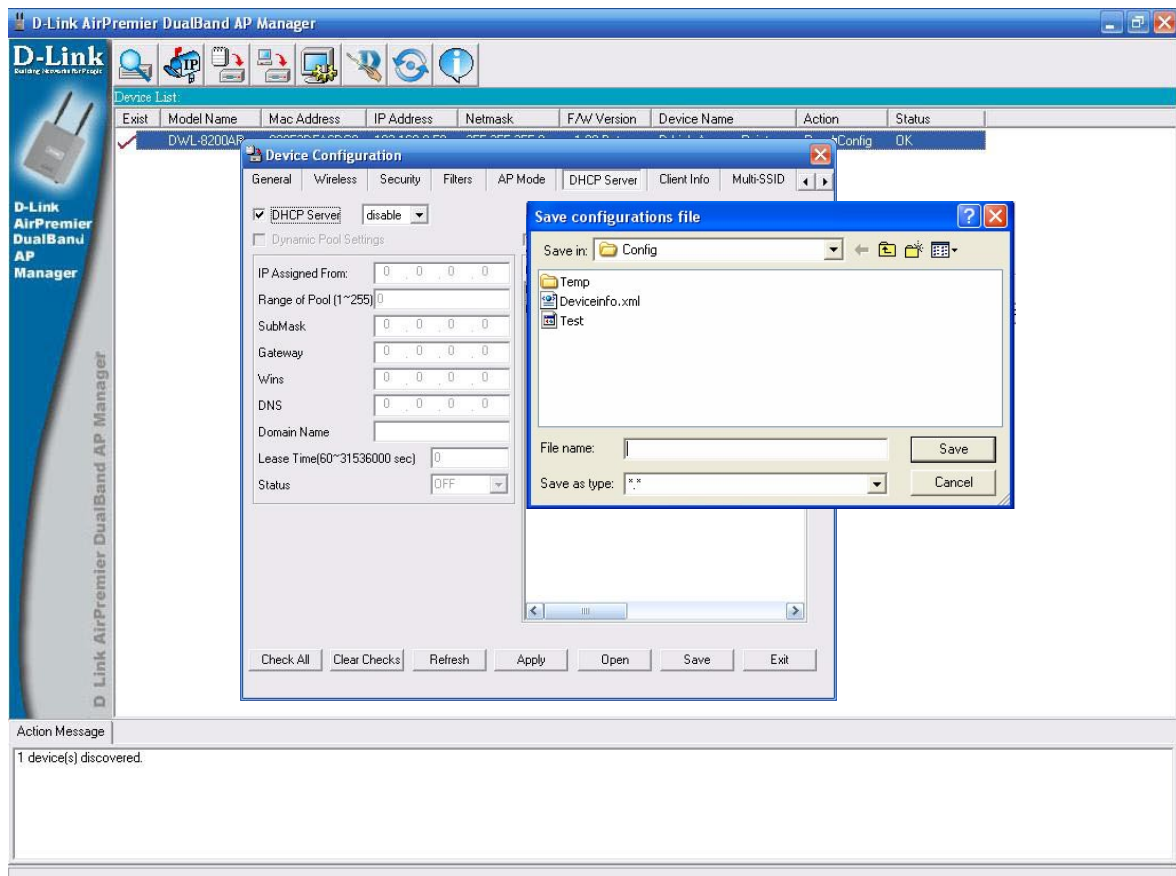 D-Link AirPremier DualBand AP Manager
D-Link
Building Networks for People
IP
Device List:
Exist Model Name Mac Address IP Address Netmask F/W Version Device Name Action Status
DWL-8200AP OK
Device Configuration
General Wireless Security Filters AP Mode DHCP Server Client Info Multi-SSID
D-Link
AirPremier
DualBand
AP
Manager
DHCP Server disable
Dynamic Pool Settings
IP Assigned From: 0 . 0 . 0 . 0
Range of Pool (1~255) 0
SubMask 0 . 0 . 0 . 0
Gateway 0 . 0 . 0 . 0
Wins 0 . 0 . 0 . 0
DNS 0 . 0 . 0 . 0
Domain Name
Lease Time(60~31536000 sec) 0
Status OFF
Save configurations file
Save in: Config
Temp
Deviceinfo.xml
Test
File name: Save
Save as type: *.* Cancel
Check All Clear Checks Refresh Apply Open Save Exit
D Link AirPremier DualBand AP Manager
Action Message
1 device(s) discovered.